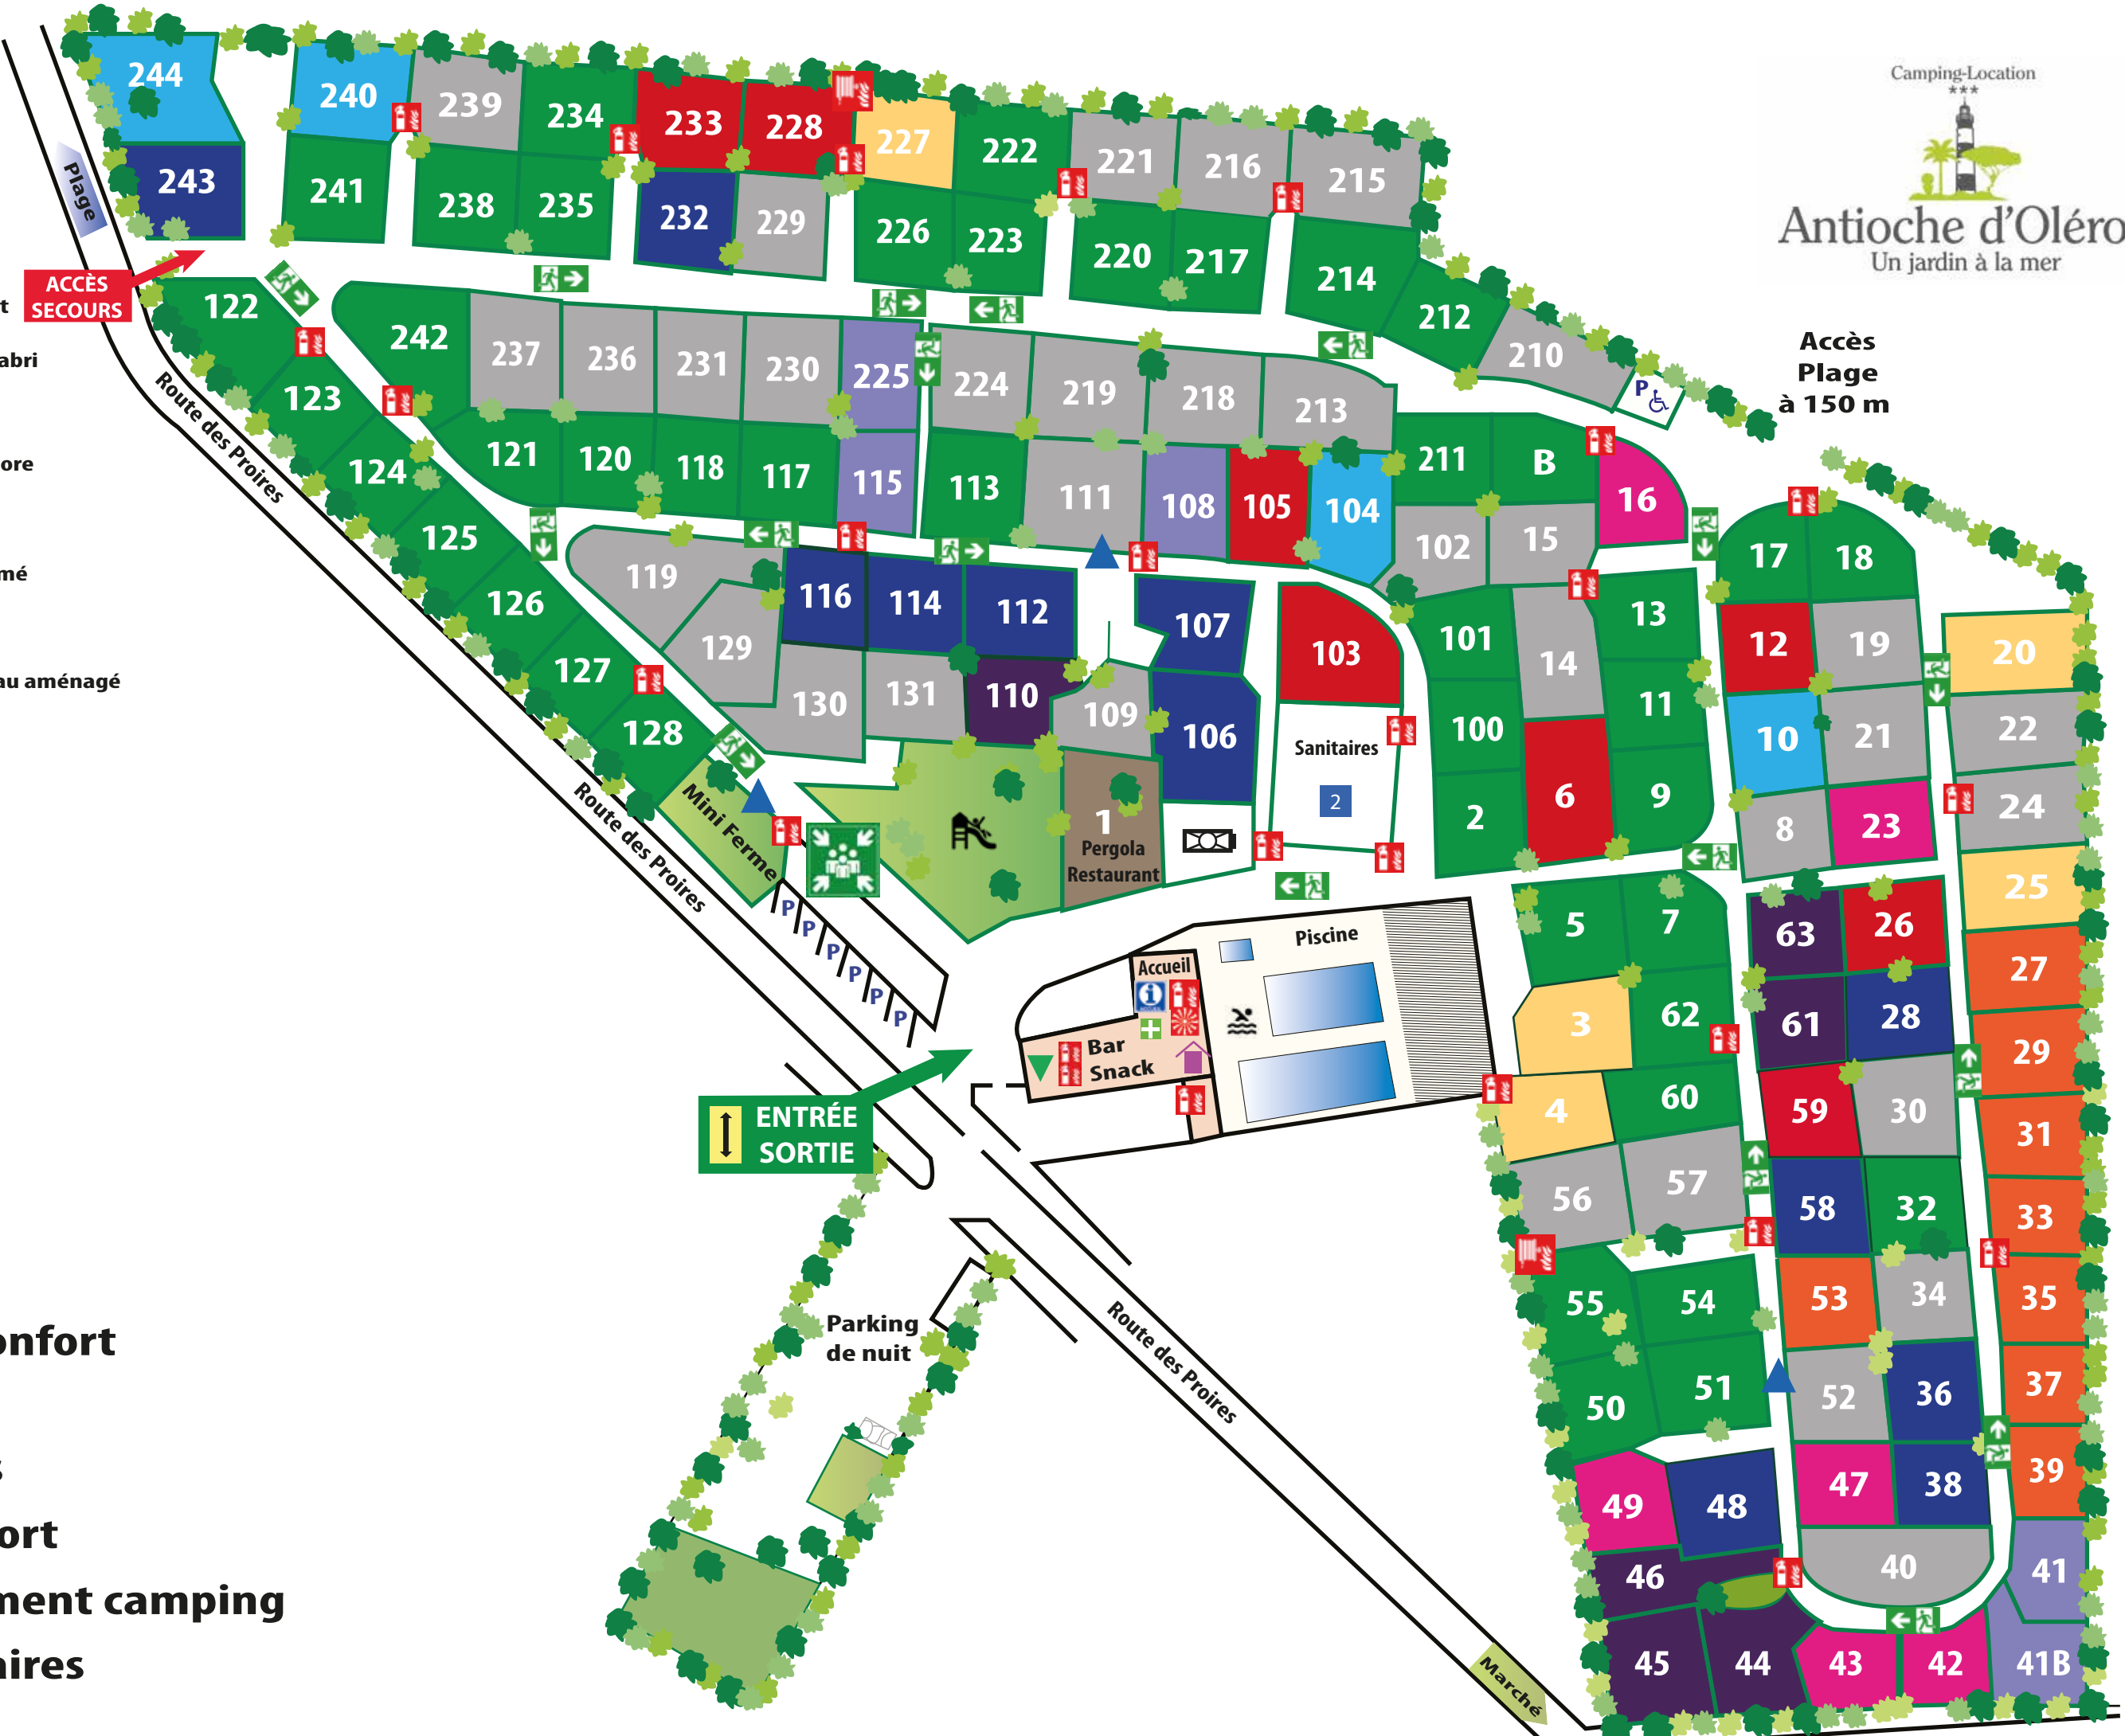 Camping-Location
***
Antioche d'Oléro
Un jardin à la mer
244
240
239
234
233
228
227
222
221
216
215
243
241
238
235
232
229
226
223
220
217
214
212
210
P
Plage
ACCÈS
SECOURS
t
abri
ore
mé
au aménagé
122
242
237
236
231
230
225
224
219
218
213
Accès
Plage
à 150 m
123
124
121
120
118
117
115
113
111
108
105
104
211
B
16
102
15
Route des Proires
125
126
127
128
119
129
116
114
112
107
103
130
131
110
109
106
101
14
13
100
11
2
6
9
17
18
12
19
20
10
21
22
8
23
24
Sanitaires
2
Mini Ferme
1
Pergola
Restaurant
Route des Proires
P
P
P
P
P
P
Accueil
i
Piscine
Bar
Snack
ENTRÉE
SORTIE
5
7
63
26
25
3
62
61
28
27
4
60
59
30
29
56
57
58
32
31
33
55
54
53
34
35
50
51
52
36
37
49
48
47
38
39
46
40
41
45
44
43
42
41B
Parking
de nuit
Route des Proires
Marché
onfort
s
ort
ment camping
aires